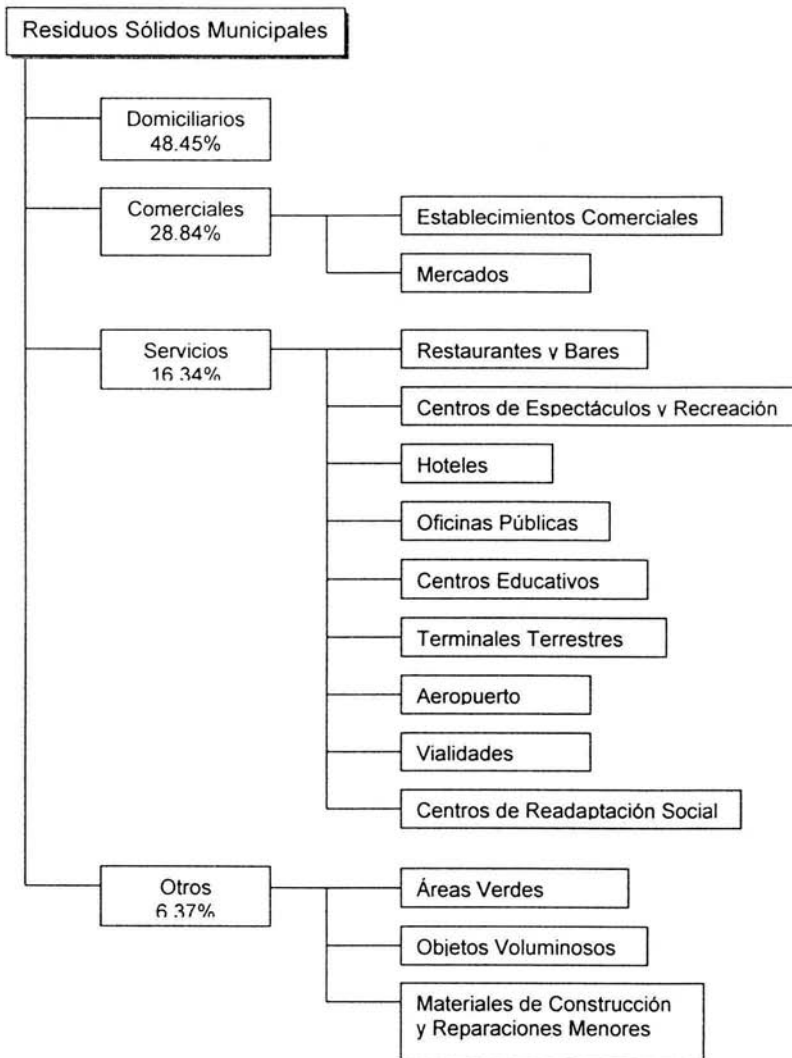 Residuos Sólidos Municipales
Domiciliarios
48.45%
Comerciales
28.84%
Establecimientos Comerciales
Mercados
Servicios
16.34%
Restaurantes y Bares
Centros de Espectáculos y Recreación
Hoteles
Oficinas Públicas
Centros Educativos
Terminales Terrestres
Aeropuerto
Vialidades
Centros de Readaptación Social
Otros
6.37%
Áreas Verdes
Objetos Voluminosos
Materiales de Construcción
y Reparaciones Menores